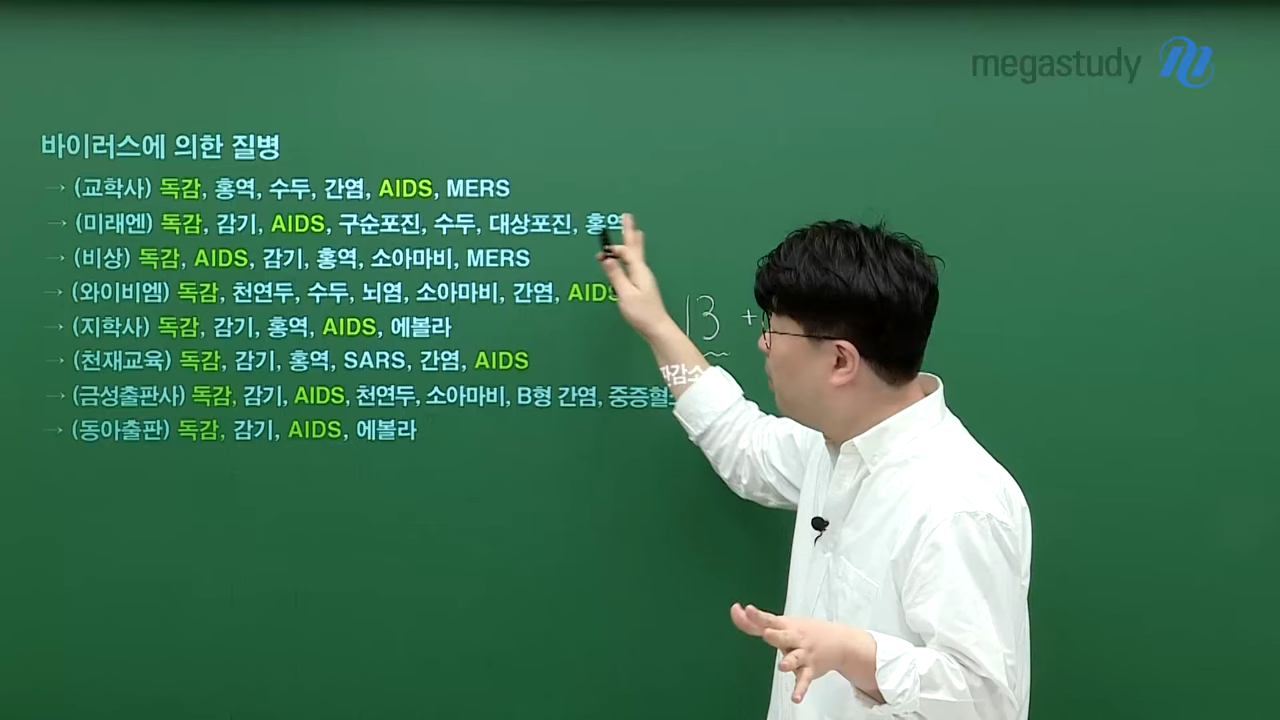 megastudy
바이러스에 의한 질병
→ (교학사) 독감, 홍역, 수두, 간염, AIDS, MERS
→ (미래엔) 독감, 감기, AIDS, 구순포진, 수두, 대상포진, 홍역
→ (비상) 독감, AIDS, 감기, 홍역, 소아마비, MERS
→ (와이비엠) 독감, 천연두, 수두, 뇌염, 소아마비, 간염, AIDS
→ (지학사) 독감, 감기, 홍역, AIDS, 에볼라
13 +
→ (천재교육) 독감, 감기, 홍역, SARS, 간염, AIDS
→ (금성출판사) 독감, 감기, AIDS, 천연두, 소아마비, B형 간염,
→ (동아출판) 독감, 감기, AIDS, 에볼라